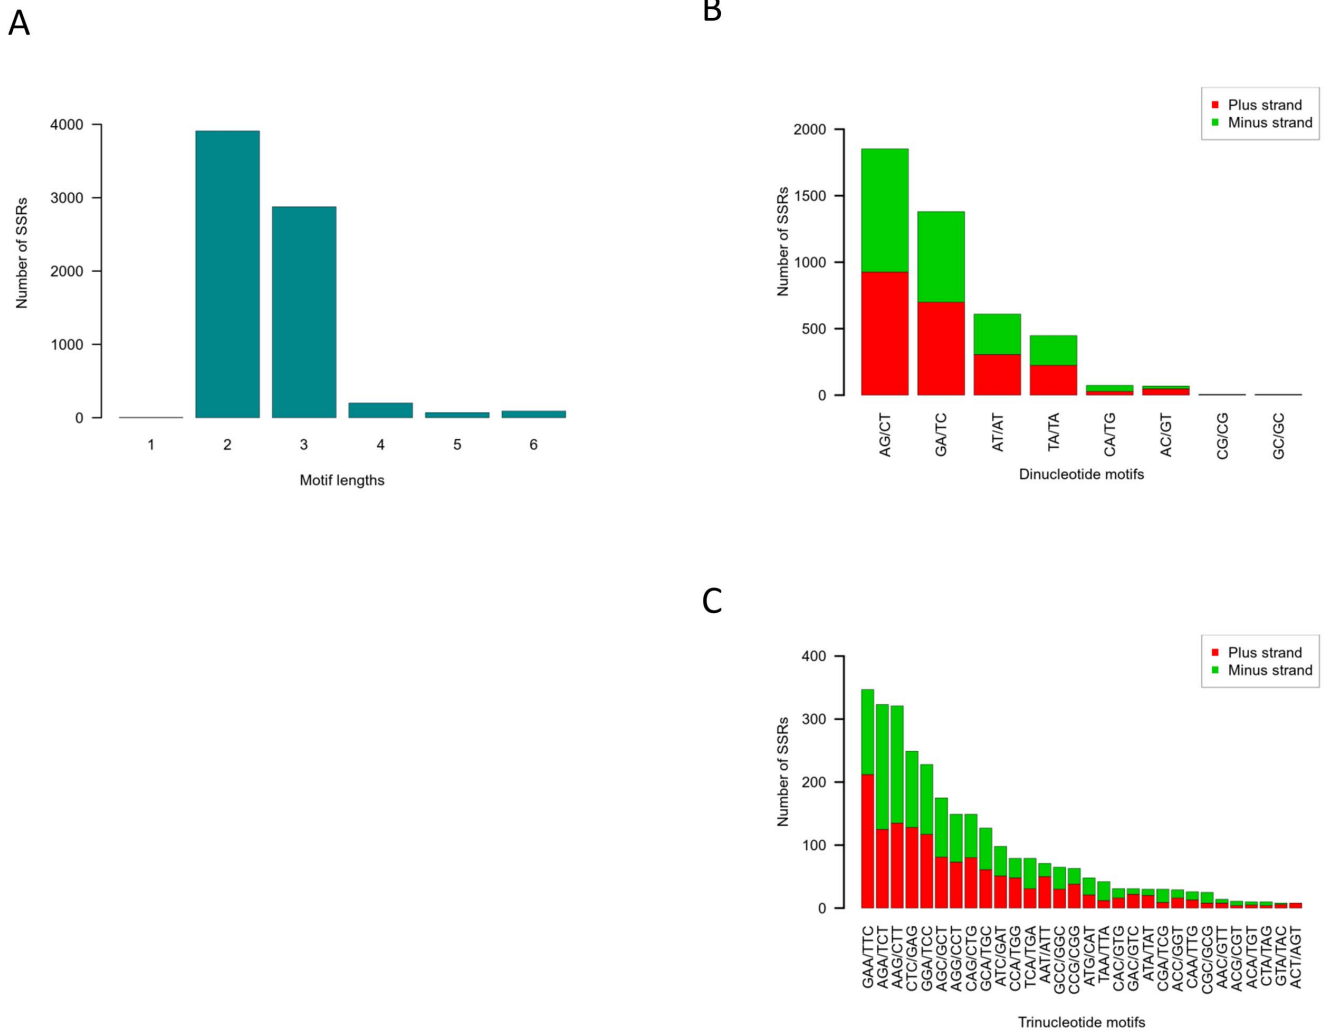 A
Number of SSRs
4000
3000
2000
1000
0
1 2 3 4 5 6
Motif lengths
B
Plus strand
Minus strand
Number of SSRs
2000
1500
1000
500
0
AG/CT
GA/TC
AT/AT
TA/TA
CA/TG
AC/GT
CG/CG
GC/GC
Dinucleotide motifs
C
Plus strand
Minus strand
Number of SSRs
400
300
200
100
0
GAA/TTC
AGA/TCT
AAG/CTT
CTC/GAG
GGA/TCC
AGC/GCT
AGG/CCT
CAG/CTG
GCA/TGC
ATC/GAT
CCA/TGG
TCA/TGA
AAT/ATT
GCC/GGC
CCG/CGG
ATG/CAT
TAA/TTA
CAC/GTG
GAC/GTC
ATA/TAT
CGA/TCG
ACC/GGT
CAA/TTG
CGC/GCG
AAC/GTT
ACG/CGT
ACA/TGT
CTA/TAG
GTA/TAC
ACT/AGT
Trinucleotide motifs